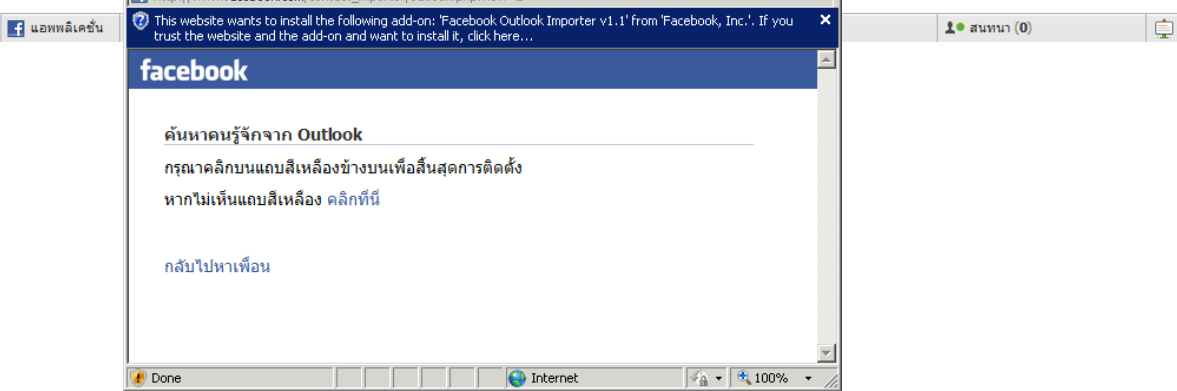 This website wants to install the following add-on: 'Facebook Outlook Importer v1.1' from 'Facebook, Inc.'. If you
trust the website and the add-on and want to install it, click here...
แอพพลิเคชั่น
สนทนา (0)
facebook
ค้นหาคนรู้จักจาก Outlook
กรุณาคลิกบนแถบสีเหลืองข้างบนเพื่อสิ้นสุดการติดตั้ง
หากไม่เห็นแถบสีเหลือง คลิกที่นี่
กลับไปหาเพื่อน
Done
Internet
100%